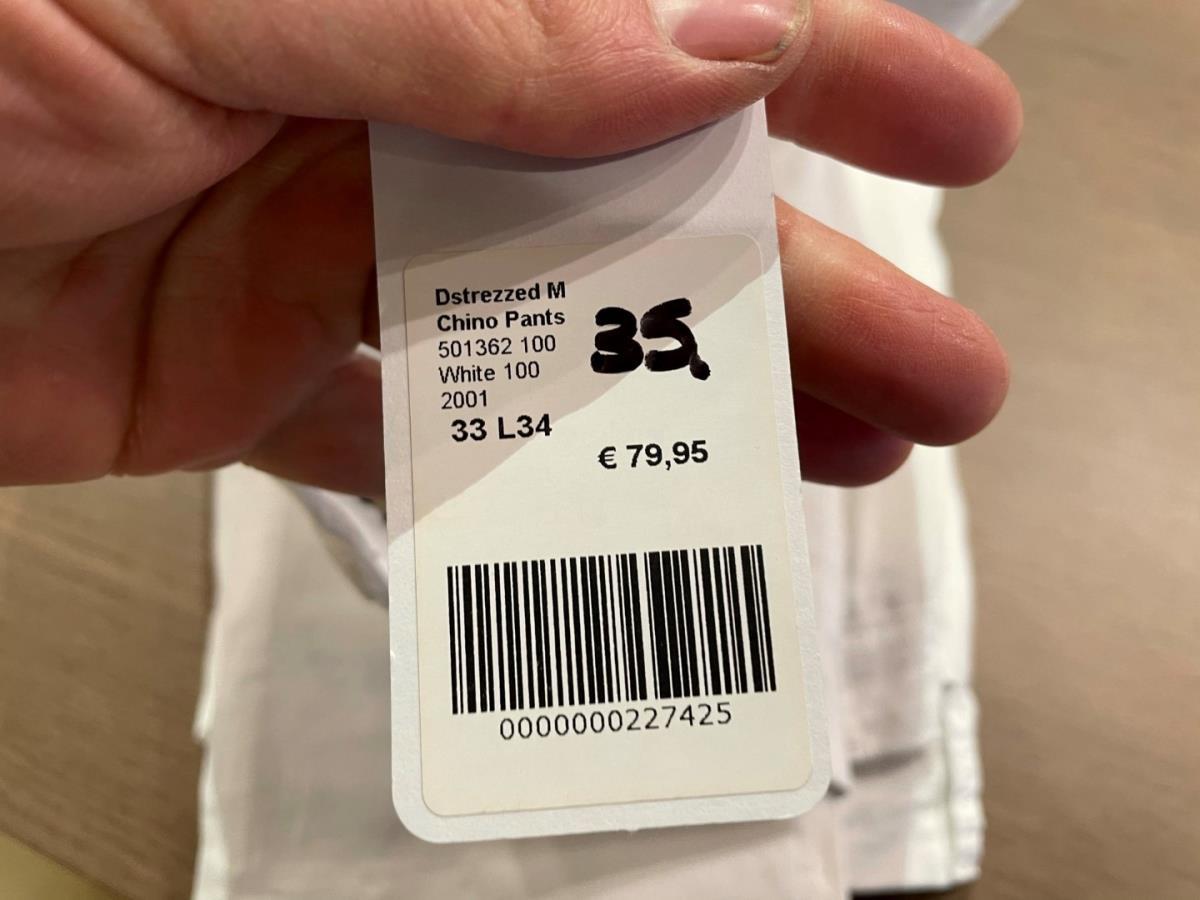 Dstrezzed M
Chino Pants
501362 100
White 100
2001
33 L34
35.
€ 79,95
0000000227425